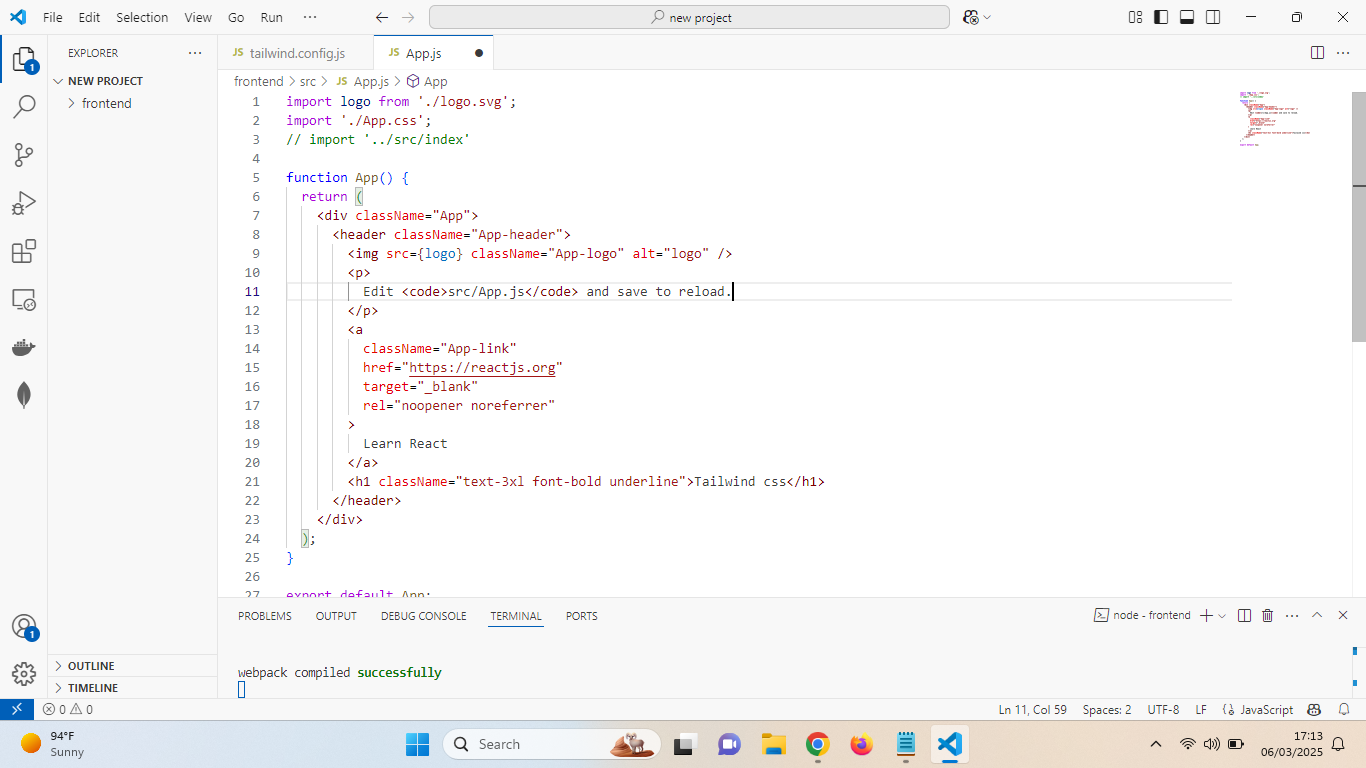 File Edit Selection View Go Run ···
new project
EXPLORER ···
NEW PROJECT
frontend
OUTLINE
TIMELINE
1
1
JS tailwind.config.js
JS App.js
frontend > src > JS App.js > App
1 import logo from './logo.svg';
2 import './App.css';
3 // import '../src/index'
4
5 function App() {
6 return (
7 <div className="App">
8 <header className="App-header">
9 <img src={logo} className="App-logo" alt="logo" />
10 <p>
11 Edit <code>src/App.js</code> and save to reload.
12 </p>
13 <a
14 className="App-link"
15 href="https://reactjs.org"
16 target="_blank"
17 rel="noopener noreferrer"
18 >
19 Learn React
20 </a>
21 <h1 className="text-3xl font-bold underline">Tailwind css</h1>
22 </header>
23 </div>
24 );
25 }
26
27 export default App;
PROBLEMS OUTPUT DEBUG CONSOLE TERMINAL PORTS
node - frontend
webpack compiled successfully
0 0
Ln 11, Col 59 Spaces: 2 UTF-8 LF JavaScript
94°F
Sunny
Search
17:13
06/03/2025